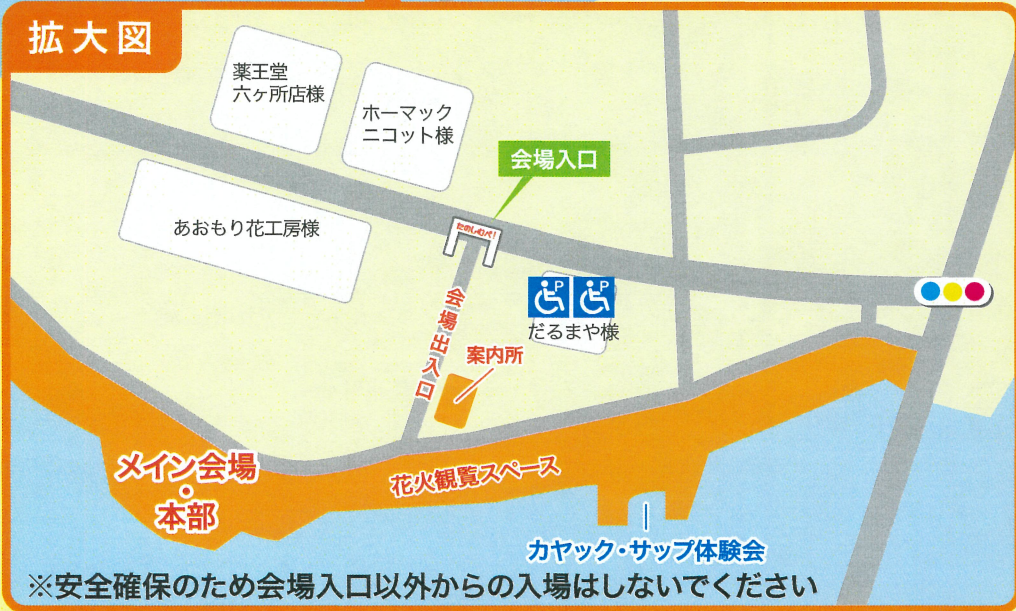 拡大図
薬王堂
六ヶ所店様
ホーマック
ニコット様
会場入口
あおもり花工房様
たのしむべ!
会場出入口
P P
だるまや様
案内所
メイン会場
・
本部
花火観覧スペース
カヤック・サップ体験会
※安全確保のため会場入口以外からの入場はしないでください